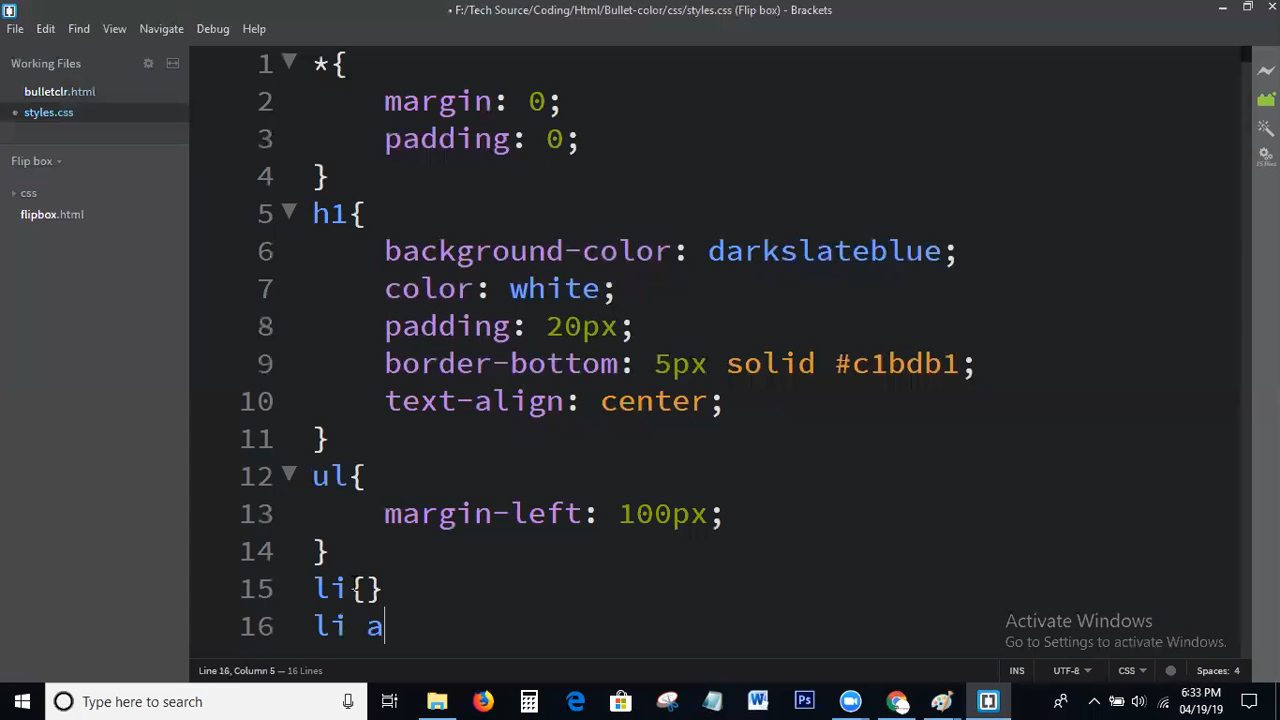 • F:/Tech Source/Coding/Html/Bullet-color/css/styles.css (Flip box) - Brackets
File Edit Find View Navigate Debug Help
Working Files
bulletclr.html
styles.css
Flip box
css
flipbox.html
1 *{
2 margin: 0;
3 padding: 0;
4 }
5 h1{
6 background-color: darkslateblue;
7 color: white;
8 padding: 20px;
9 border-bottom: 5px solid #c1bdb1;
10 text-align: center;
11 }
12 ul{
13 margin-left: 100px;
14 }
15 li{}
16 li a
Activate Windows
Go to Settings to activate Windows.
Line 16, Column 5 — 16 Lines
INS UTF-8 CSS Spaces: 4
Type here to search
6:33 PM
04/19/19